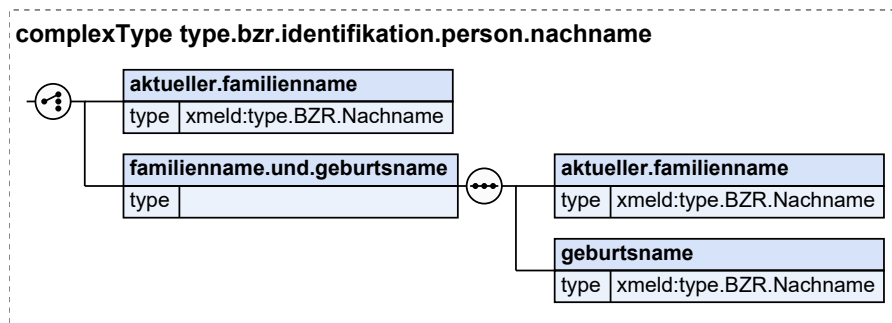 complexType type.bzr.identifikation.person.nachname
aktueller.familienname
type xmeld:type.BZR.Nachname
familienname.und.geburtsname
type
aktueller.familienname
type xmeld:type.BZR.Nachname
geburtsname
type xmeld:type.BZR.Nachname